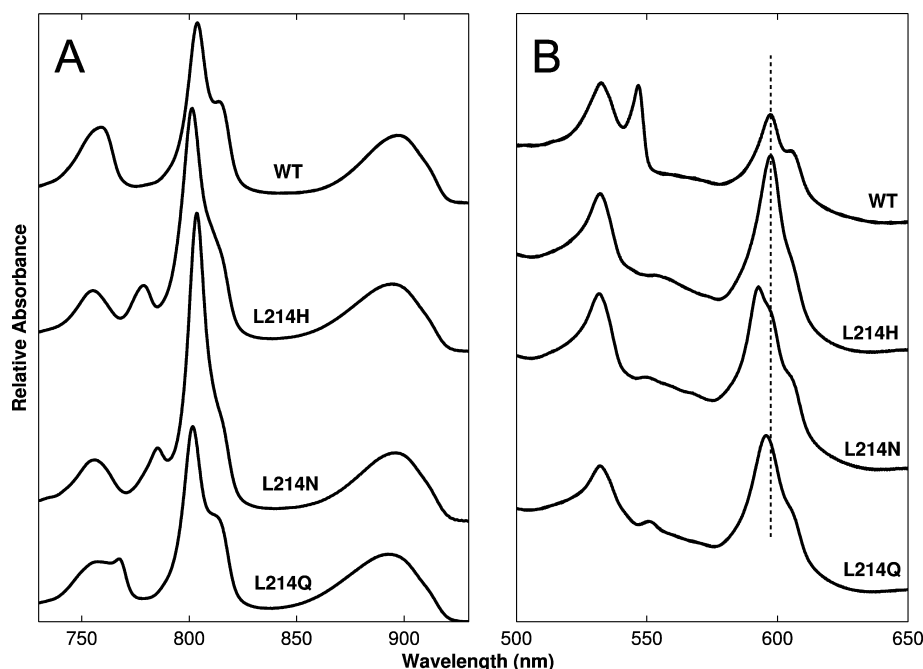 A
B
WT
L214H
L214N
L214Q
WT
L214H
L214N
L214Q
Relative Absorbance
750 800 850 900
500 550 600 650
Wavelength (nm)